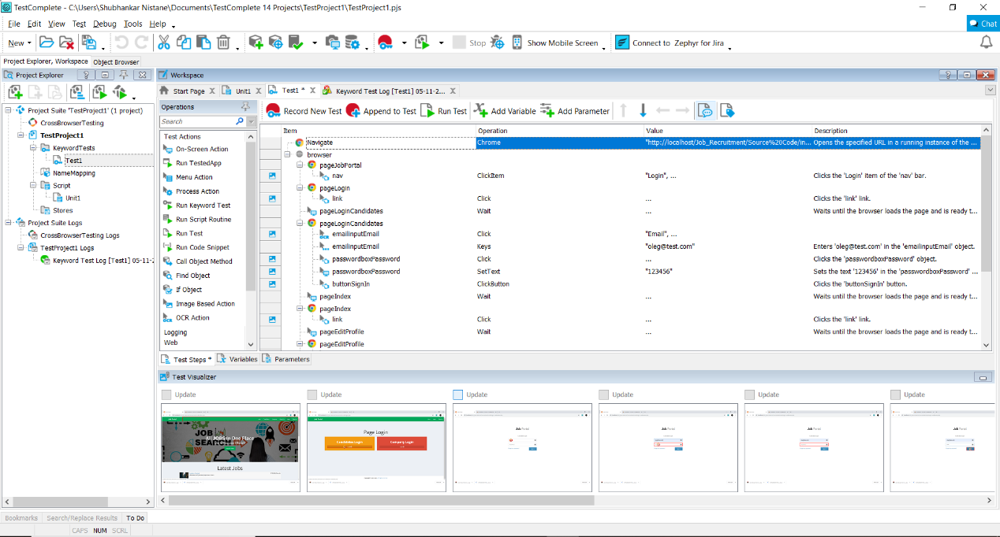 TestComplete - C:\Users\Shubhankar Nistane\Documents\TestComplete 14 Projects\TestProject1\TestProject1.pjs
File Edit View Test Debug Tools Help
Chat
New
Stop
Show Mobile Screen
Connect to Zephyr for Jira
Project Explorer, Workspace
Object Browser
Project Explorer
Workspace
Start Page
Unit1
Test1 *
Keyword Test Log [Test1] 05-11-2...
Project Suite 'TestProject1' (1 project)
CrossBrowserTesting
TestProject1
KeywordTests
Test1
NameMapping
Script
Unit1
Stores
Project Suite Logs
CrossBrowserTesting Logs
TestProject1 Logs
Keyword Test Log [Test1] 05-11-2
Operations
Search
Test Actions
On-Screen Action
Run TestedApp
Menu Action
Process Action
Run Keyword Test
Run Script Routine
Run Test
Run Code Snippet
Call Object Method
Find Object
If Object
Image Based Action
OCR Action
Logging
Web
Record New Test
Append to Test
Run Test
Add Variable
Add Parameter
Item Operation Value Description
Navigate Chrome "http://localhost/Job_Recruitment/Source%20Code/in... Opens the specified URL in a running instance of the ...
browser
pageJobPortal
nav ClickItem "Login", ... Clicks the 'Login' item of the 'nav' bar.
pageLogin
link Click ... Clicks the 'link' link.
pageLoginCandidates Wait ... Waits until the browser loads the page and is ready t...
pageLoginCandidates
emailinputEmail Click "Email", ...
emailinputEmail Keys "oleg@test.com" Enters 'oleg@test.com' in the 'emailinputEmail' object.
passwordboxPassword Click ... Clicks the 'passwordboxPassword' object.
passwordboxPassword SetText "123456" Sets the text '123456' in the 'passwordboxPassword' ...
buttonSignIn ClickButton Clicks the 'buttonSignIn' button.
pageIndex Wait ... Waits until the browser loads the page and is ready t...
pageIndex
link Click ... Clicks the 'link' link.
pageEditProfile Wait ... Waits until the browser loads the page and is ready t...
pageEditProfile
Test Steps *
Variables
Parameters
Test Visualizer
Update Update Update Update Update Update
JOB
SEARCH
All JOBS In One Place
Latest Jobs
Page Login
Candidates Login
Company Login
Job Portal
Job Portal
Job Portal
Job Portal
Bookmarks Search/Replace Results To Do
CAPS NUM SCRL